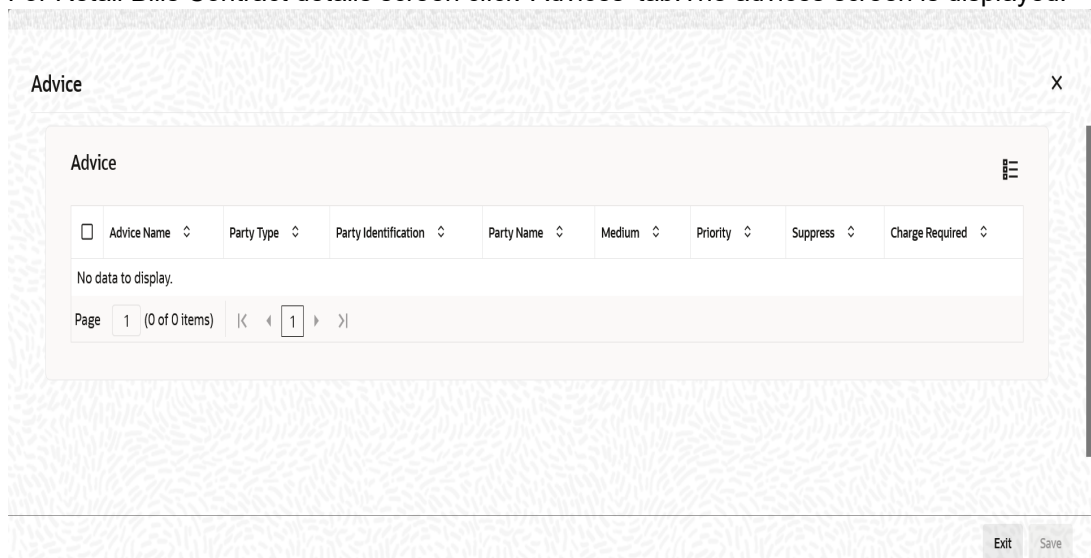 Advice
Advice
Advice Name Party Type Party Identification Party Name Medium Priority Suppress Charge Required
No data to display.
Page 1 (0 of 0 items) 1
Exit Save